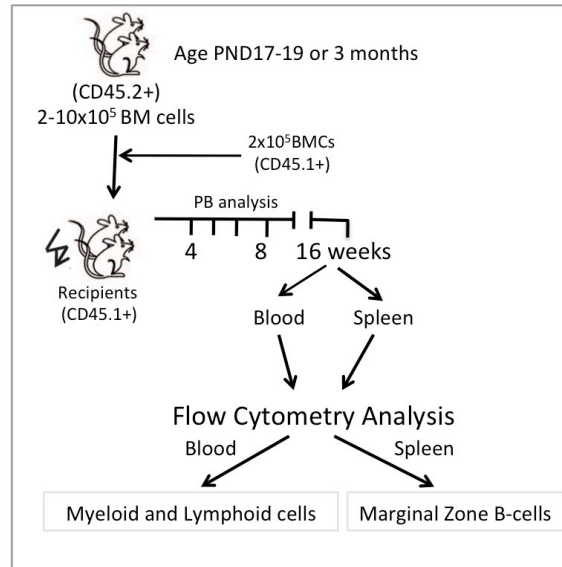 Age PND17-19 or 3 months
(CD45.2+)
2-10x10⁵ BM cells
2x10⁵BMCs
(CD45.1+)
PB analysis
4 8 16 weeks
Recipients
(CD45.1+)
Blood Spleen
Flow Cytometry Analysis
Blood Spleen
Myeloid and Lymphoid cells Marginal Zone B-cells